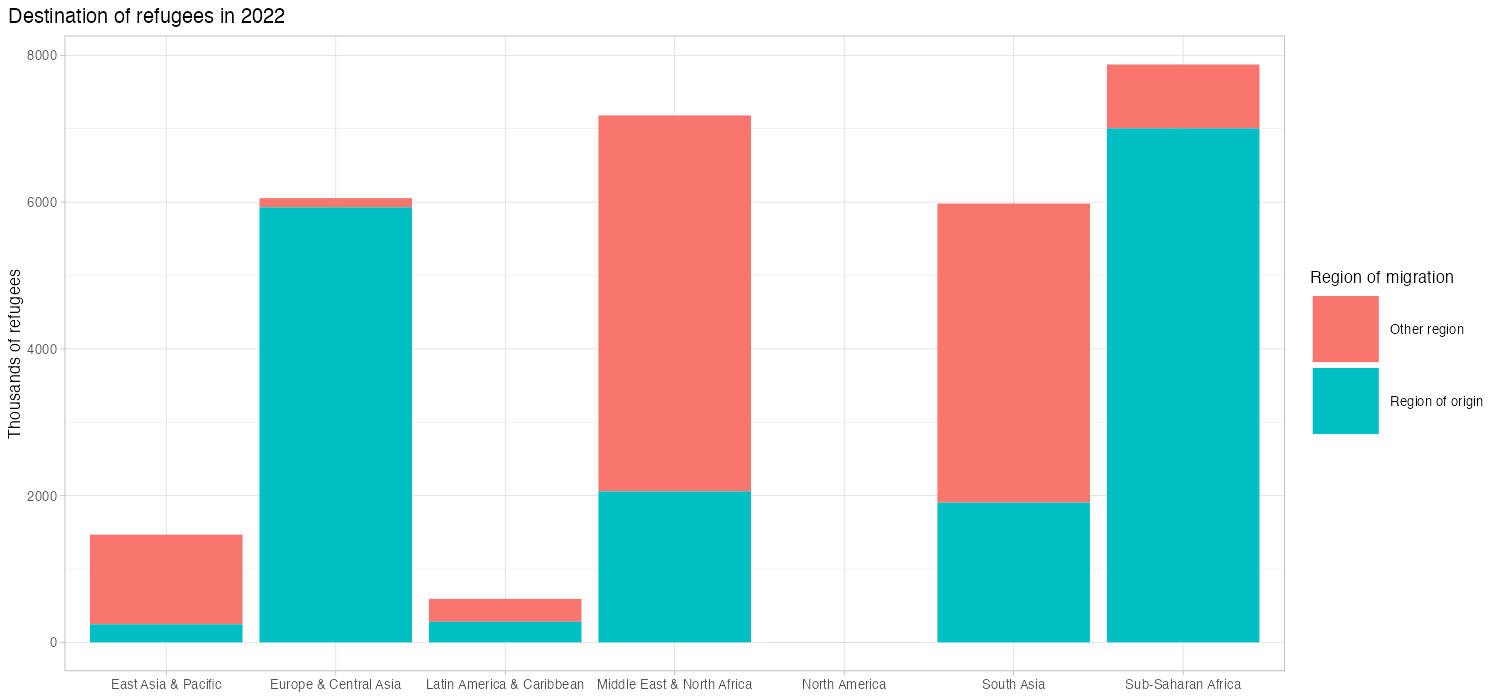 Destination of refugees in 2022
Thousands of refugees
8000
6000
4000
2000
0
East Asia & Pacific
Europe & Central Asia
Latin America & Caribbean
Middle East & North Africa
North America
South Asia
Sub-Saharan Africa
Region of migration
Other region
Region of origin